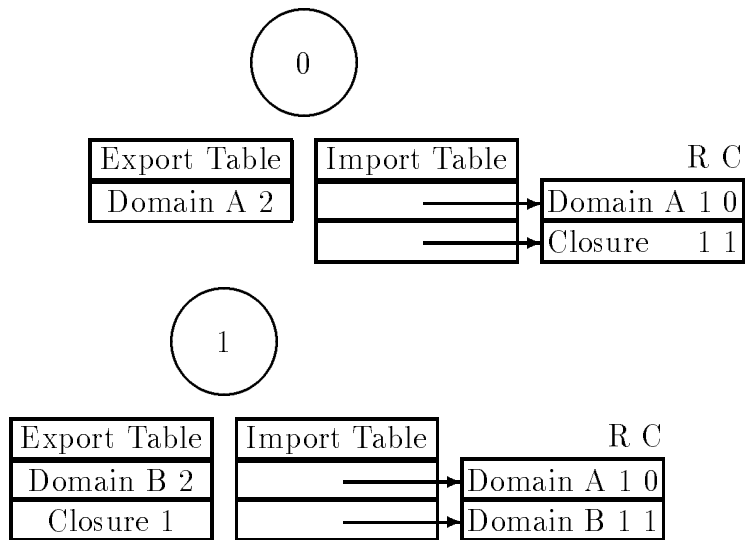 0
Export Table Import Table R C
Domain A 2 Domain A 1 0
Closure 1 1
1
Export Table Import Table R C
Domain B 2 Domain A 1 0
Closure 1 Domain B 1 1